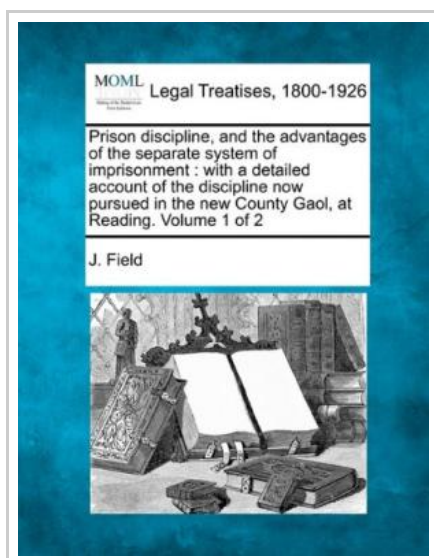 MOML
Legal Treatises, 1800-1926
Prison discipline, and the advantages
of the separate system of
imprisonment : with a detailed
account of the discipline now
pursued in the new County Gaol, at
Reading. Volume 1 of 2
J. Field